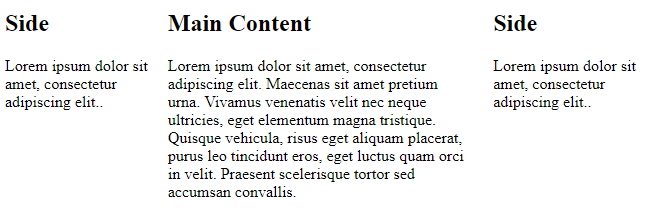 Side
Lorem ipsum dolor sit
amet, consectetur
adipiscing elit..
Main Content
Lorem ipsum dolor sit amet, consectetur
adipiscing elit. Maecenas sit amet pretium
urna. Vivamus venenatis velit nec neque
ultricies, eget elementum magna tristique.
Quisque vehicula, risus eget aliquam placerat,
purus leo tincidunt eros, eget luctus quam orci
in velit. Praesent scelerisque tortor sed
accumsan convallis.
Side
Lorem ipsum dolor sit
amet, consectetur
adipiscing elit..